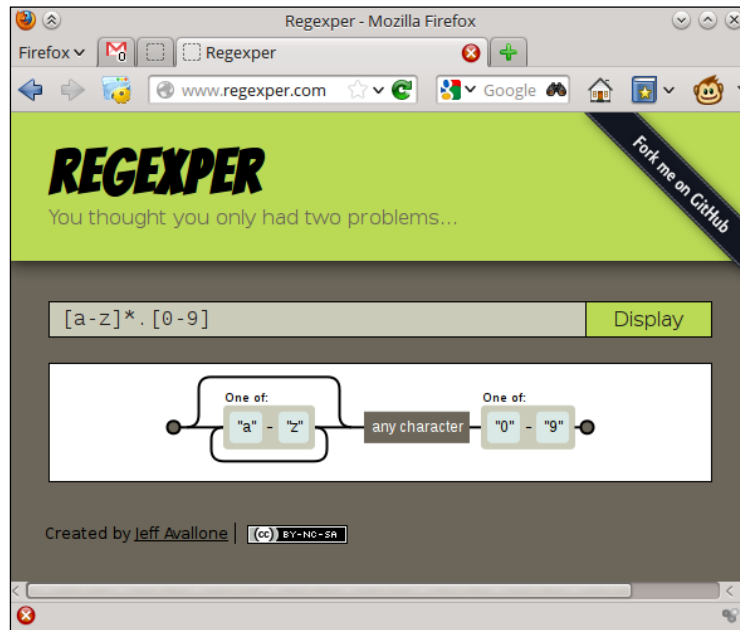 Regexper - Mozilla Firefox
Firefox
0
Regexper
www.regexper.com
Google
Fork me on GitHub
REGEXPER
You thought you only had two problems...
[a-z]*.[0-9]
Display
One of:
One of:
"a" - "z"
any character
"0" - "9"
Created by Jeff Avallone
(cc) BY-NC-SA